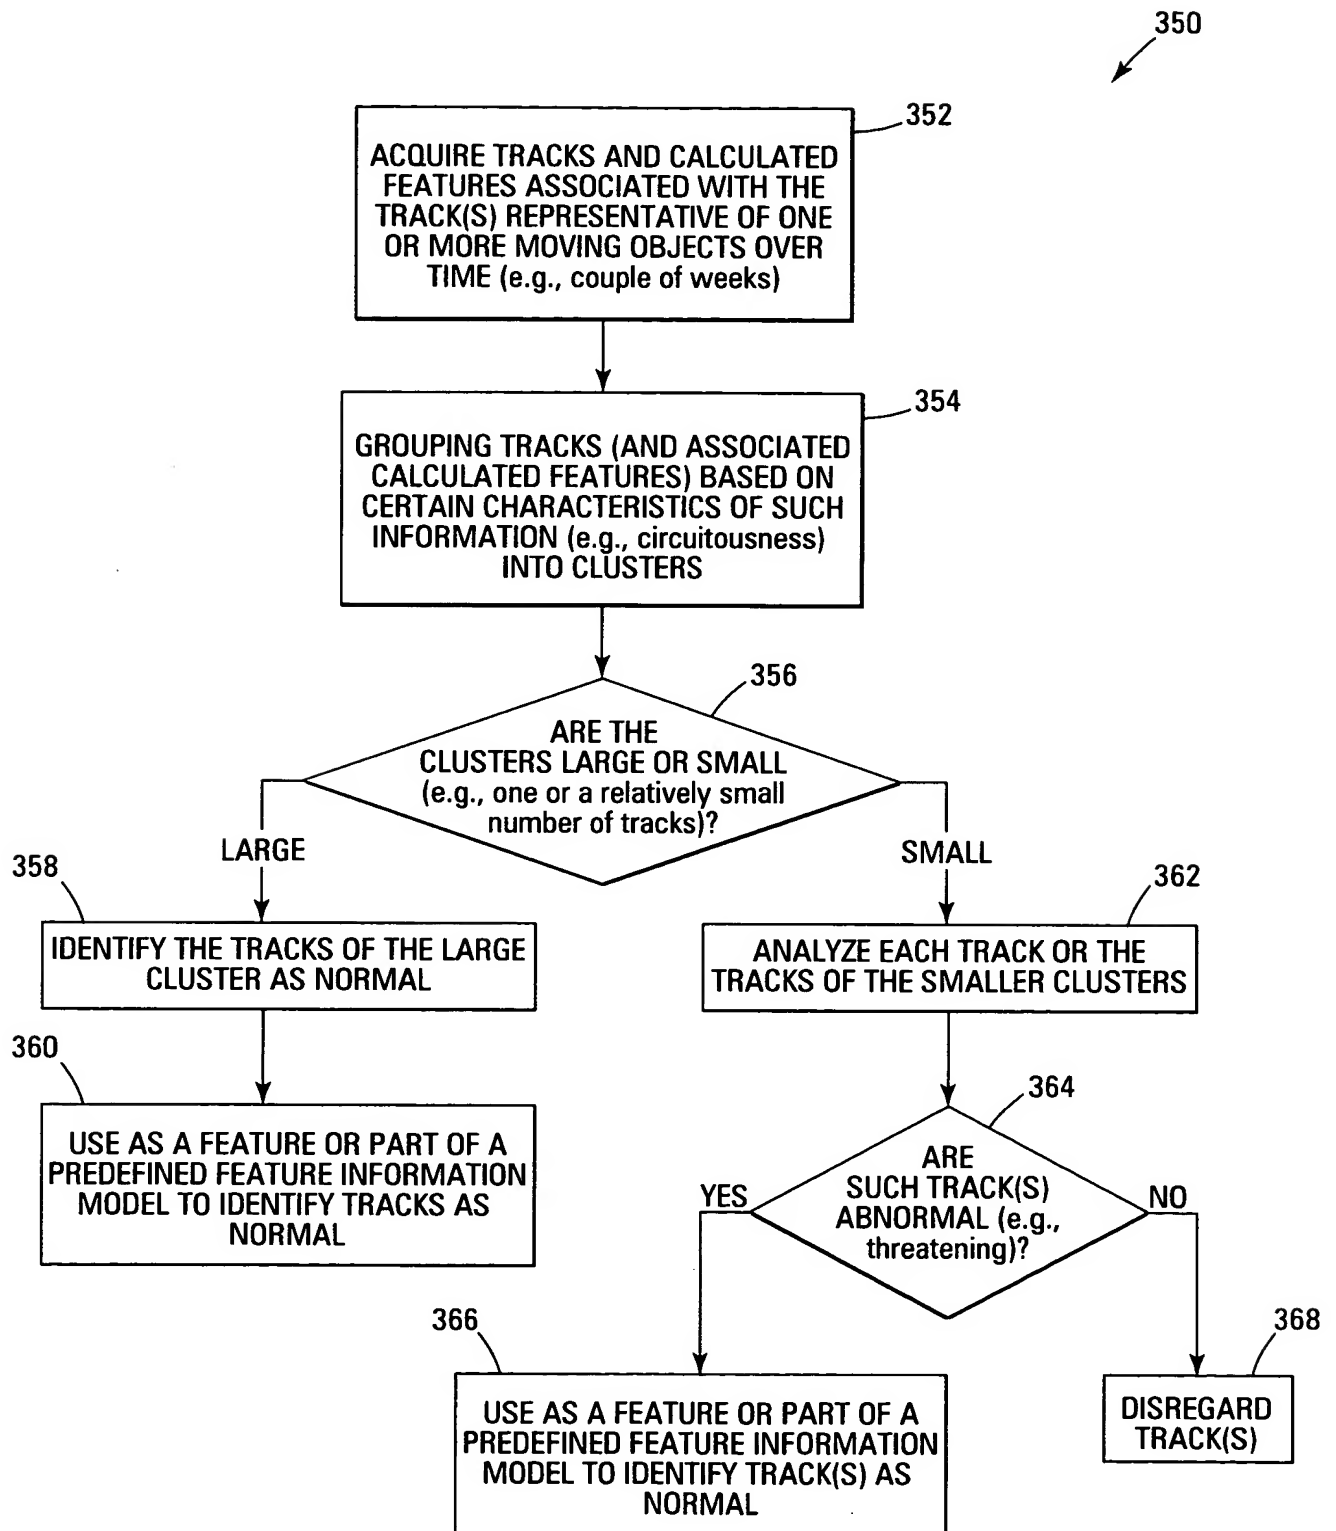 350
352
ACQUIRE TRACKS AND CALCULATED
FEATURES ASSOCIATED WITH THE
TRACK(S) REPRESENTATIVE OF ONE
OR MORE MOVING OBJECTS OVER
TIME (e.g., couple of weeks)
354
GROUPING TRACKS (AND ASSOCIATED
CALCULATED FEATURES) BASED ON
CERTAIN CHARACTERISTICS OF SUCH
INFORMATION (e.g., circuitousness)
INTO CLUSTERS
356
ARE THE
CLUSTERS LARGE OR SMALL
(e.g., one or a relatively small
number of tracks)?
LARGE
SMALL
358
IDENTIFY THE TRACKS OF THE LARGE
CLUSTER AS NORMAL
362
ANALYZE EACH TRACK OR THE
TRACKS OF THE SMALLER CLUSTERS
360
USE AS A FEATURE OR PART OF A
PREDEFINED FEATURE INFORMATION
MODEL TO IDENTIFY TRACKS AS
NORMAL
364
ARE
SUCH TRACK(S)
ABNORMAL (e.g.,
threatening)?
YES
NO
366
USE AS A FEATURE OR PART OF A
PREDEFINED FEATURE INFORMATION
MODEL TO IDENTIFY TRACK(S) AS
NORMAL
368
DISREGARD
TRACK(S)